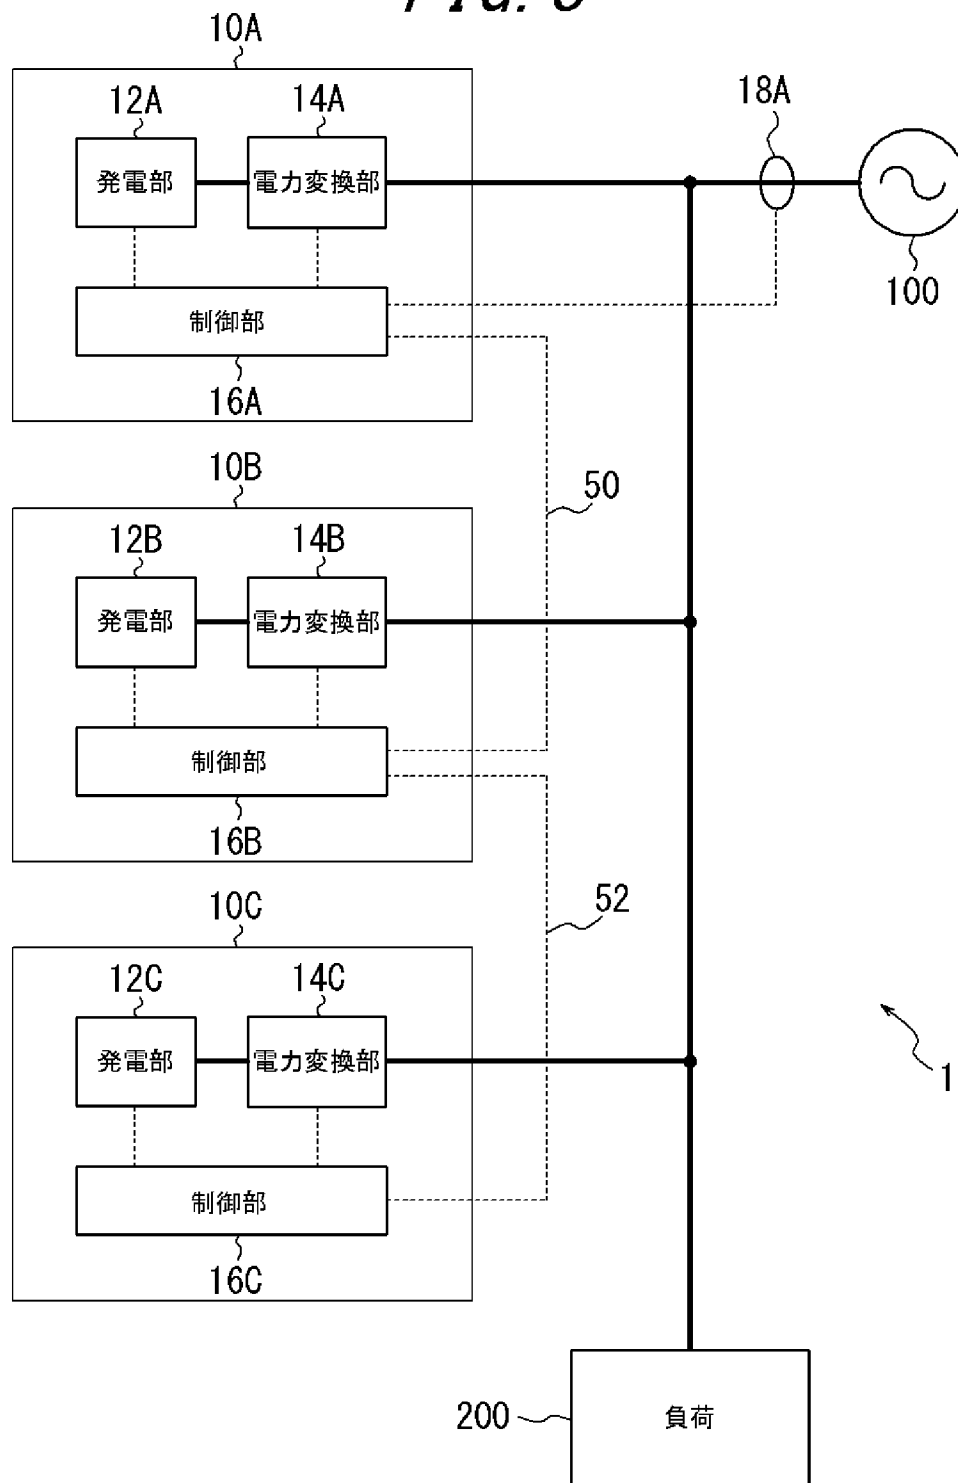 10A
12A
14A
18A
発電部
電力変換部
100
制御部
16A
10B
50
12B
14B
発電部
電力変換部
制御部
16B
10C
52
12C
14C
発電部
電力変換部
1
制御部
16C
200
負荷